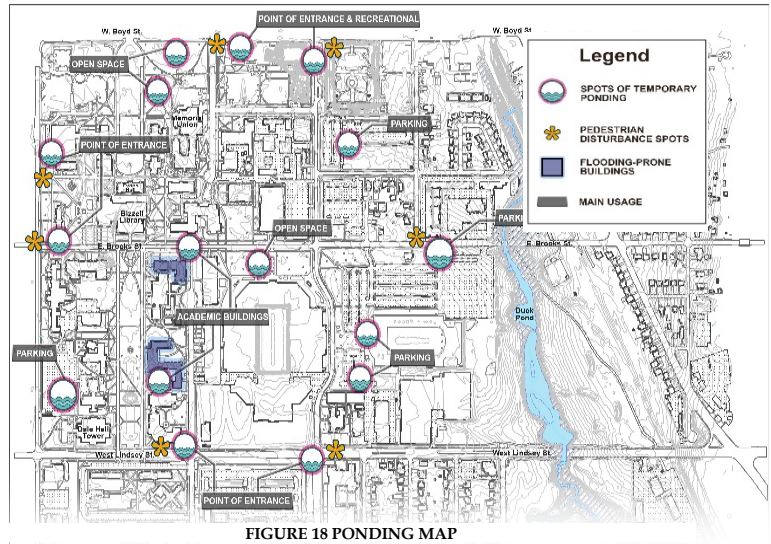 POINT OF ENTRANCE & RECREATIONAL
W. Boyd St.
W. Boyd St
OPEN SPACE
Memorial
Union
PARKING
POINT OF ENTRANCE
Bizzell
Library
OPEN SPACE
PARKI
E. Brooks St.
E. Brooks St.
Duck
Pond
ACADEMIC BUILDINGS
PARKING
PARKING
Dale Hall
Tower
West Lindsey St.
West Lindsey St.
POINT OF ENTRANCE
Legend
SPOTS OF TEMPORARY
PONDING
PEDESTRIAN
DISTURBANCE SPOTS
FLOODING-PRONE
BUILDINGS
MAIN USAGE
FIGURE 18 PONDING MAP